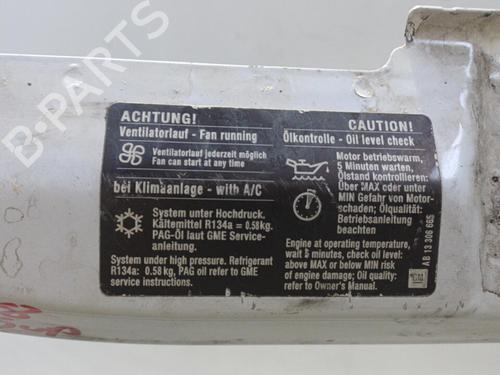 B-PARTS
ACHTUNG!
Ventilatorlauf - Fan running
Ventilatorlauf jederzeit möglich
Fan can start at any time
bei Klimaanlage - with A/C
System unter Hochdruck.
Kältemittel R134a = 0.58kg.
PAG-Öl laut GME Service-
anleitung.
System under high pressure. Refrigerant
R134a: 0.58 kg, PAG oil refer to GME
service instructions.
CAUTION!
Ölkontrolle - Oil level check
Motor betriebswarm,
5 Minuten warten,
Ölstand kontrollieren:
Über MAX oder unter
MIN Gefahr von Motor-
schaden; Ölqualität:
Betriebsanleitung
beachten
Engine at operating temperature,
wait 5 minutes, check oil level:
above MAX or below MIN risk
of engine damage; Oil quality:
refer to Owner's Manual.
AB 13 306 665
GM